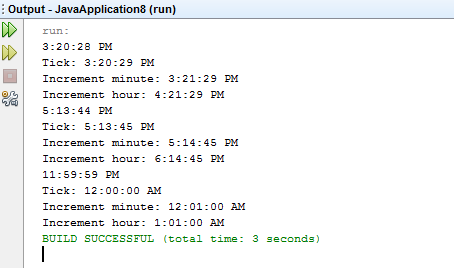 Output - JavaApplication8 (run)
run:
3:20:28 PM
Tick: 3:20:29 PM
Increment minute: 3:21:29 PM
Increment hour: 4:21:29 PM
5:13:44 PM
Tick: 5:13:45 PM
Increment minute: 5:14:45 PM
Increment hour: 6:14:45 PM
11:59:59 PM
Tick: 12:00:00 AM
Increment minute: 12:01:00 AM
Increment hour: 1:01:00 AM
BUILD SUCCESSFUL (total time: 3 seconds)